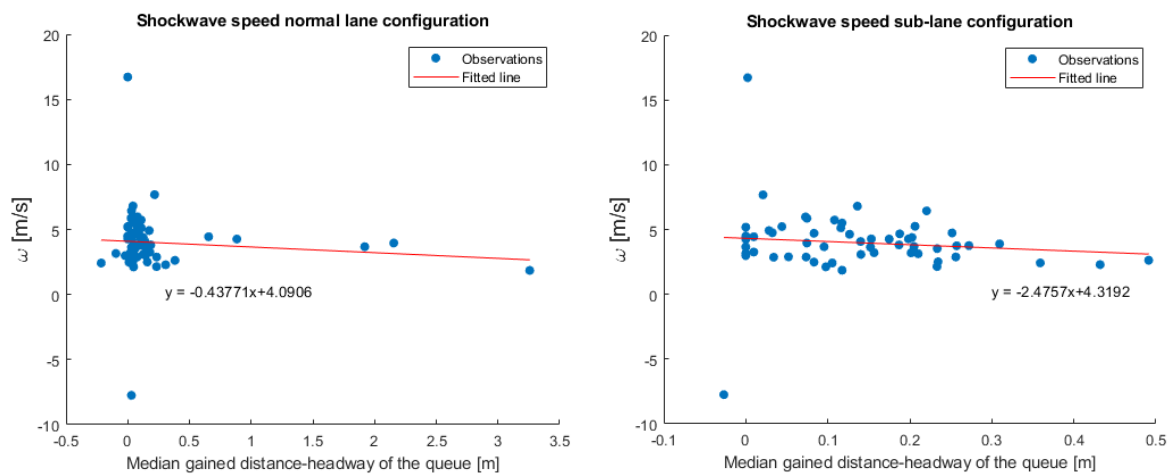 Shockwave speed normal lane configuration
20
15
10
5
0
-5
-10
ω [m/s]
Observations
Fitted line
y = -0.43771x+4.0906
-0.5 0 0.5 1 1.5 2 2.5 3 3.5
Median gained distance-headway of the queue [m]
Shockwave speed sub-lane configuration
20
15
10
5
0
-5
-10
ω [m/s]
Observations
Fitted line
y = -2.4757x+4.3192
-0.1 0 0.1 0.2 0.3 0.4 0.5
Median gained distance-headway of the queue [m]